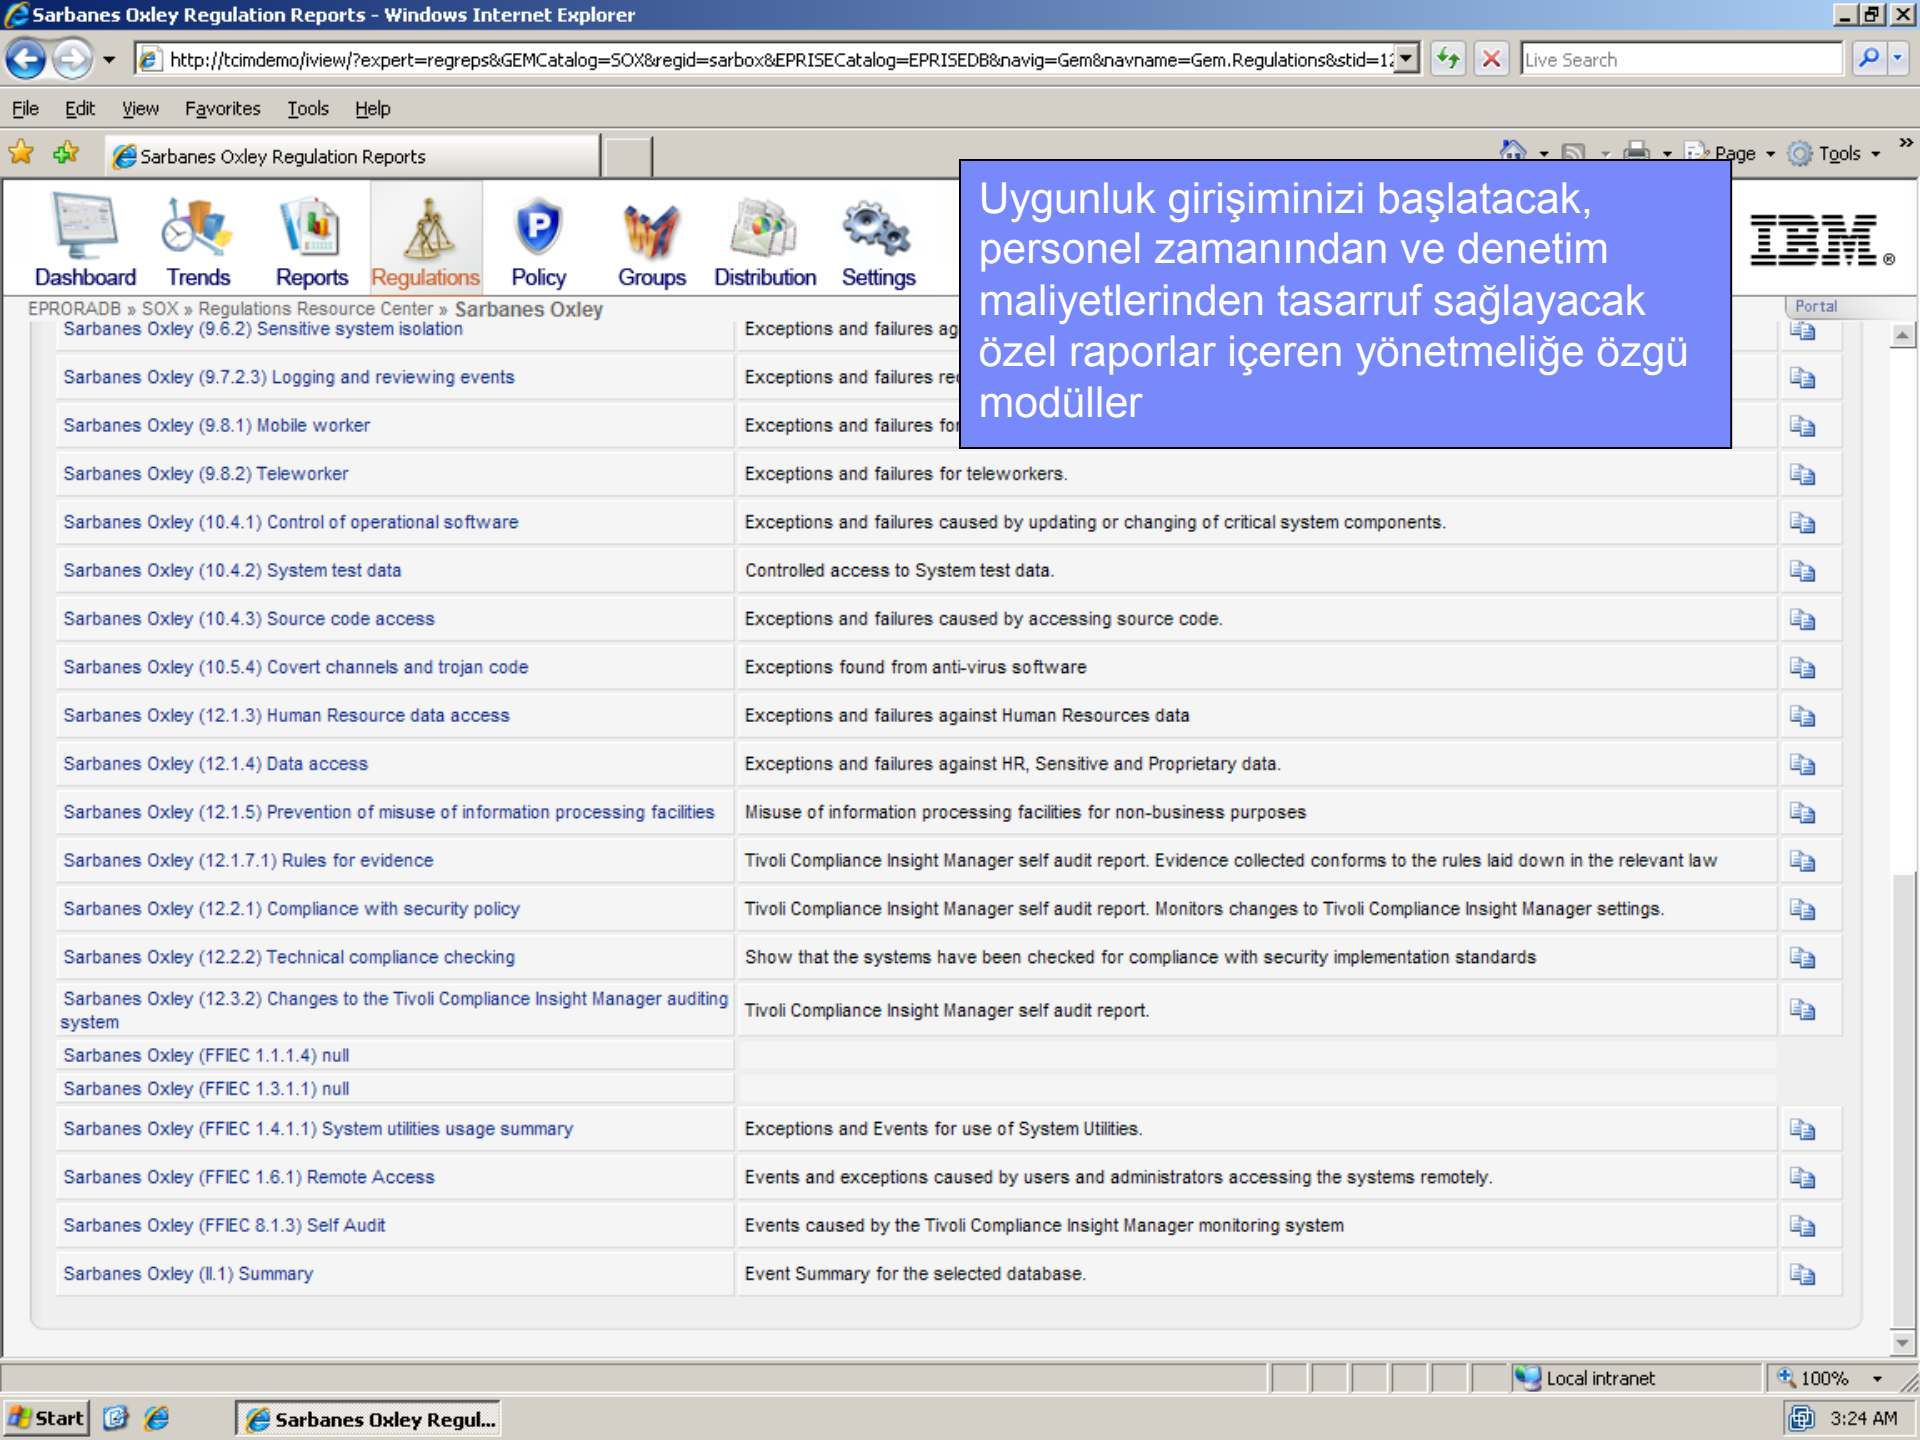 Sarbanes Oxley Regulation Reports - Windows Internet Explorer
http://tcimdemo/iview/?expert=regreps&GEMCatalog=SOX&regid=sarbox&EPRISECatalog=EPRISEDB&navig=Gem&navname=Gem.Regulations&stid=12
Live Search
File Edit View Favorites Tools Help
Sarbanes Oxley Regulation Reports
Page Tools »
Uygunluk girişiminizi başlatacak,
personel zamanından ve denetim
maliyetlerinden tasarruf sağlayacak
özel raporlar içeren yönetmeliğe özgü
modüller
IBM®
Dashboard Trends Reports Regulations Policy Groups Distribution Settings
EPRORADB » SOX » Regulations Resource Center » Sarbanes Oxley
Portal
Sarbanes Oxley (9.6.2) Sensitive system isolation Exceptions and failures ag
Sarbanes Oxley (9.7.2.3) Logging and reviewing events Exceptions and failures re
Sarbanes Oxley (9.8.1) Mobile worker Exceptions and failures for
Sarbanes Oxley (9.8.2) Teleworker Exceptions and failures for teleworkers.
Sarbanes Oxley (10.4.1) Control of operational software Exceptions and failures caused by updating or changing of critical system components.
Sarbanes Oxley (10.4.2) System test data Controlled access to System test data.
Sarbanes Oxley (10.4.3) Source code access Exceptions and failures caused by accessing source code.
Sarbanes Oxley (10.5.4) Covert channels and trojan code Exceptions found from anti-virus software
Sarbanes Oxley (12.1.3) Human Resource data access Exceptions and failures against Human Resources data
Sarbanes Oxley (12.1.4) Data access Exceptions and failures against HR, Sensitive and Proprietary data.
Sarbanes Oxley (12.1.5) Prevention of misuse of information processing facilities Misuse of information processing facilities for non-business purposes
Sarbanes Oxley (12.1.7.1) Rules for evidence Tivoli Compliance Insight Manager self audit report. Evidence collected conforms to the rules laid down in the relevant law
Sarbanes Oxley (12.2.1) Compliance with security policy Tivoli Compliance Insight Manager self audit report. Monitors changes to Tivoli Compliance Insight Manager settings.
Sarbanes Oxley (12.2.2) Technical compliance checking Show that the systems have been checked for compliance with security implementation standards
Sarbanes Oxley (12.3.2) Changes to the Tivoli Compliance Insight Manager auditing
system
Tivoli Compliance Insight Manager self audit report.
Sarbanes Oxley (FFIEC 1.1.1.4) null
Sarbanes Oxley (FFIEC 1.3.1.1) null
Sarbanes Oxley (FFIEC 1.4.1.1) System utilities usage summary Exceptions and Events for use of System Utilities.
Sarbanes Oxley (FFIEC 1.6.1) Remote Access Events and exceptions caused by users and administrators accessing the systems remotely.
Sarbanes Oxley (FFIEC 8.1.3) Self Audit Events caused by the Tivoli Compliance Insight Manager monitoring system
Sarbanes Oxley (II.1) Summary Event Summary for the selected database.
Local intranet 100%
Start Sarbanes Oxley Regul... 3:24 AM